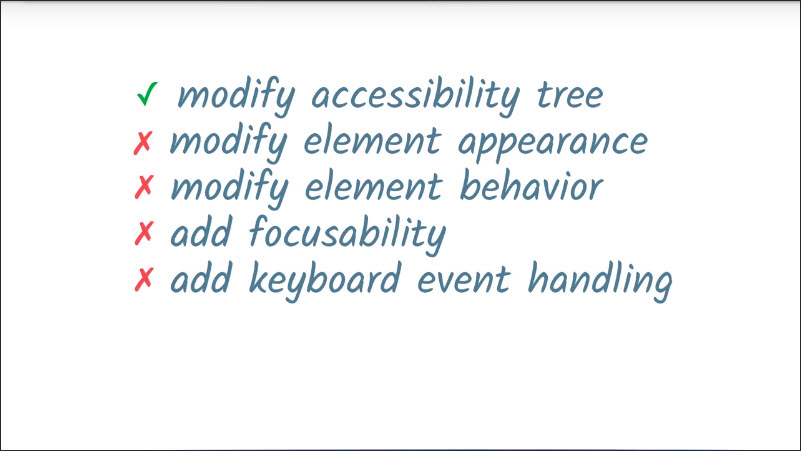 ✓ modify accessibility tree
✗ modify element appearance
✗ modify element behavior
✗ add focusability
✗ add keyboard event handling